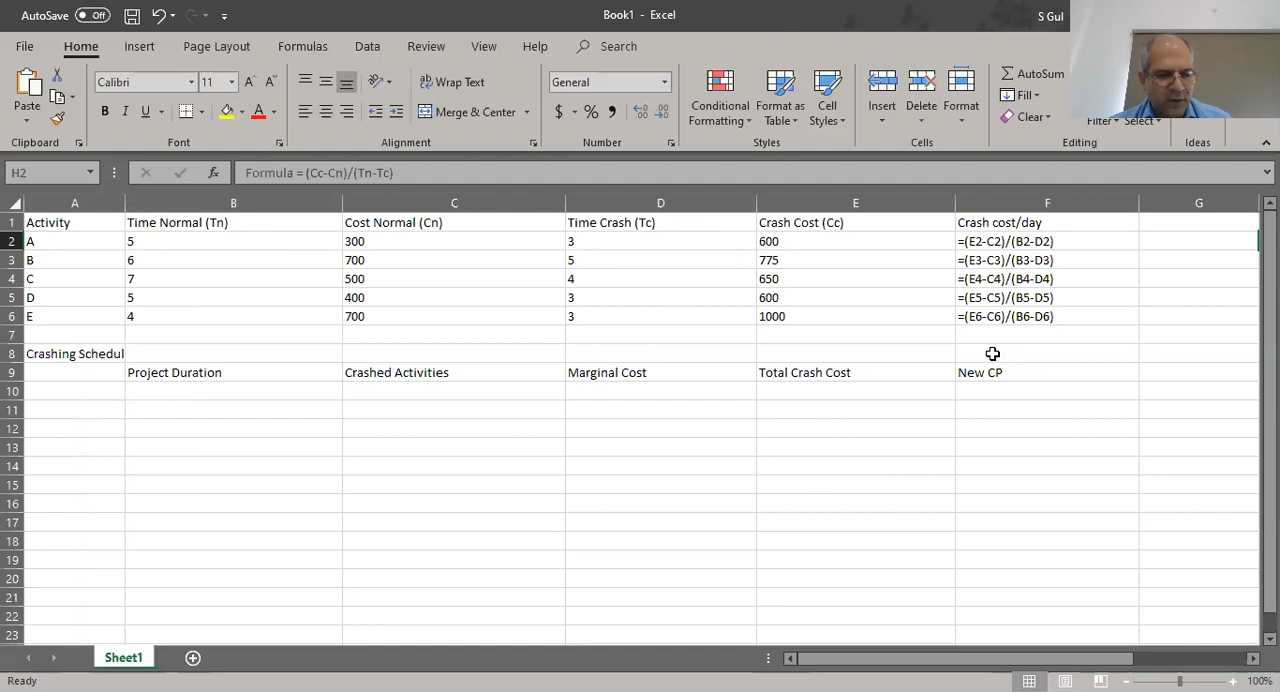 AutoSave Off Book1 - Excel S Gul
File Home Insert Page Layout Formulas Data Review View Help Search
Calibri 11 Wrap Text General AutoSum
Paste B I U Merge & Center $ % Conditional Formatting Format as Table Cell Styles Insert Delete Format Fill Clear Filter Select
Clipboard Font Alignment Number Styles Cells Editing Ideas
H2 fx Formula = (Cc-Cn)/(Tn-Tc)
A B C D E F G
1 Activity Time Normal (Tn) Cost Normal (Cn) Time Crash (Tc) Crash Cost (Cc) Crash cost/day
2 A 5 300 3 600 =(E2-C2)/(B2-D2)
3 B 6 700 5 775 =(E3-C3)/(B3-D3)
4 C 7 500 4 650 =(E4-C4)/(B4-D4)
5 D 5 400 3 600 =(E5-C5)/(B5-D5)
6 E 4 700 3 1000 =(E6-C6)/(B6-D6)
7
8 Crashing Schedul
9 Project Duration Crashed Activities Marginal Cost Total Crash Cost New CP
10
11
12
13
14
15
16
17
18
19
20
21
22
23
Sheet1
Ready 100%